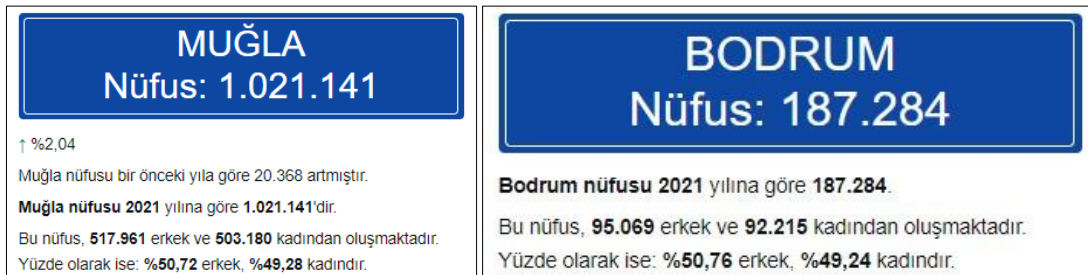 MUĞLA
Nüfus: 1.021.141
↑ %2,04
Muğla nüfusu bir önceki yıla göre 20.368 artmıştır.
Muğla nüfusu 2021 yılına göre 1.021.141'dir.
Bu nüfus, 517.961 erkek ve 503.180 kadından oluşmaktadır.
Yüzde olarak ise: %50,72 erkek, %49,28 kadındır.
BODRUM
Nüfus: 187.284
Bodrum nüfusu 2021 yılına göre 187.284.
Bu nüfus, 95.069 erkek ve 92.215 kadından oluşmaktadır.
Yüzde olarak ise: %50,76 erkek, %49,24 kadındır.